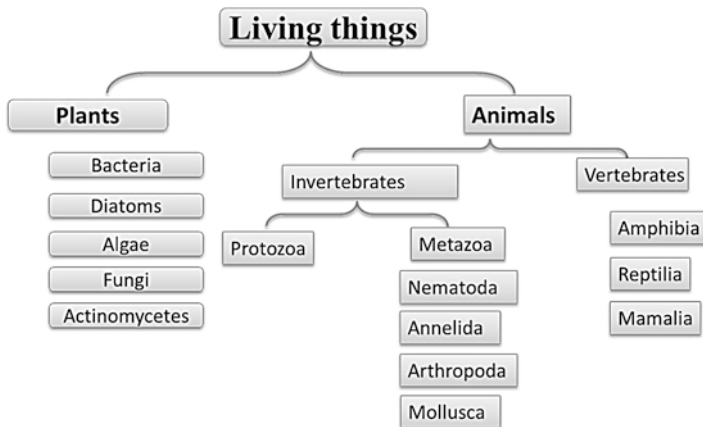 Living things
Plants
Bacteria
Diatoms
Algae
Fungi
Actinomycetes
Animals
Invertebrates
Protozoa
Metazoa
Nematoda
Annelida
Arthropoda
Mollusca
Vertebrates
Amphibia
Reptilia
Mamalia